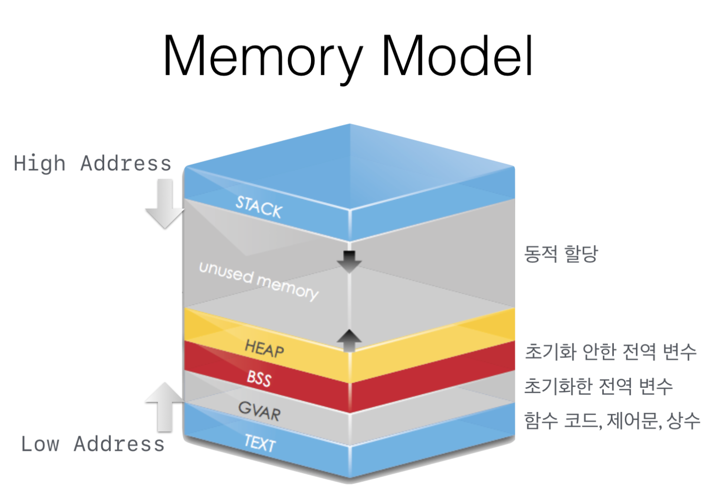 Memory Model
High Address
STACK
unused memory
동적 할당
HEAP
초기화 안한 전역 변수
BSS
초기화한 전역 변수
GVAR
함수 코드, 제어문, 상수
TEXT
Low Address